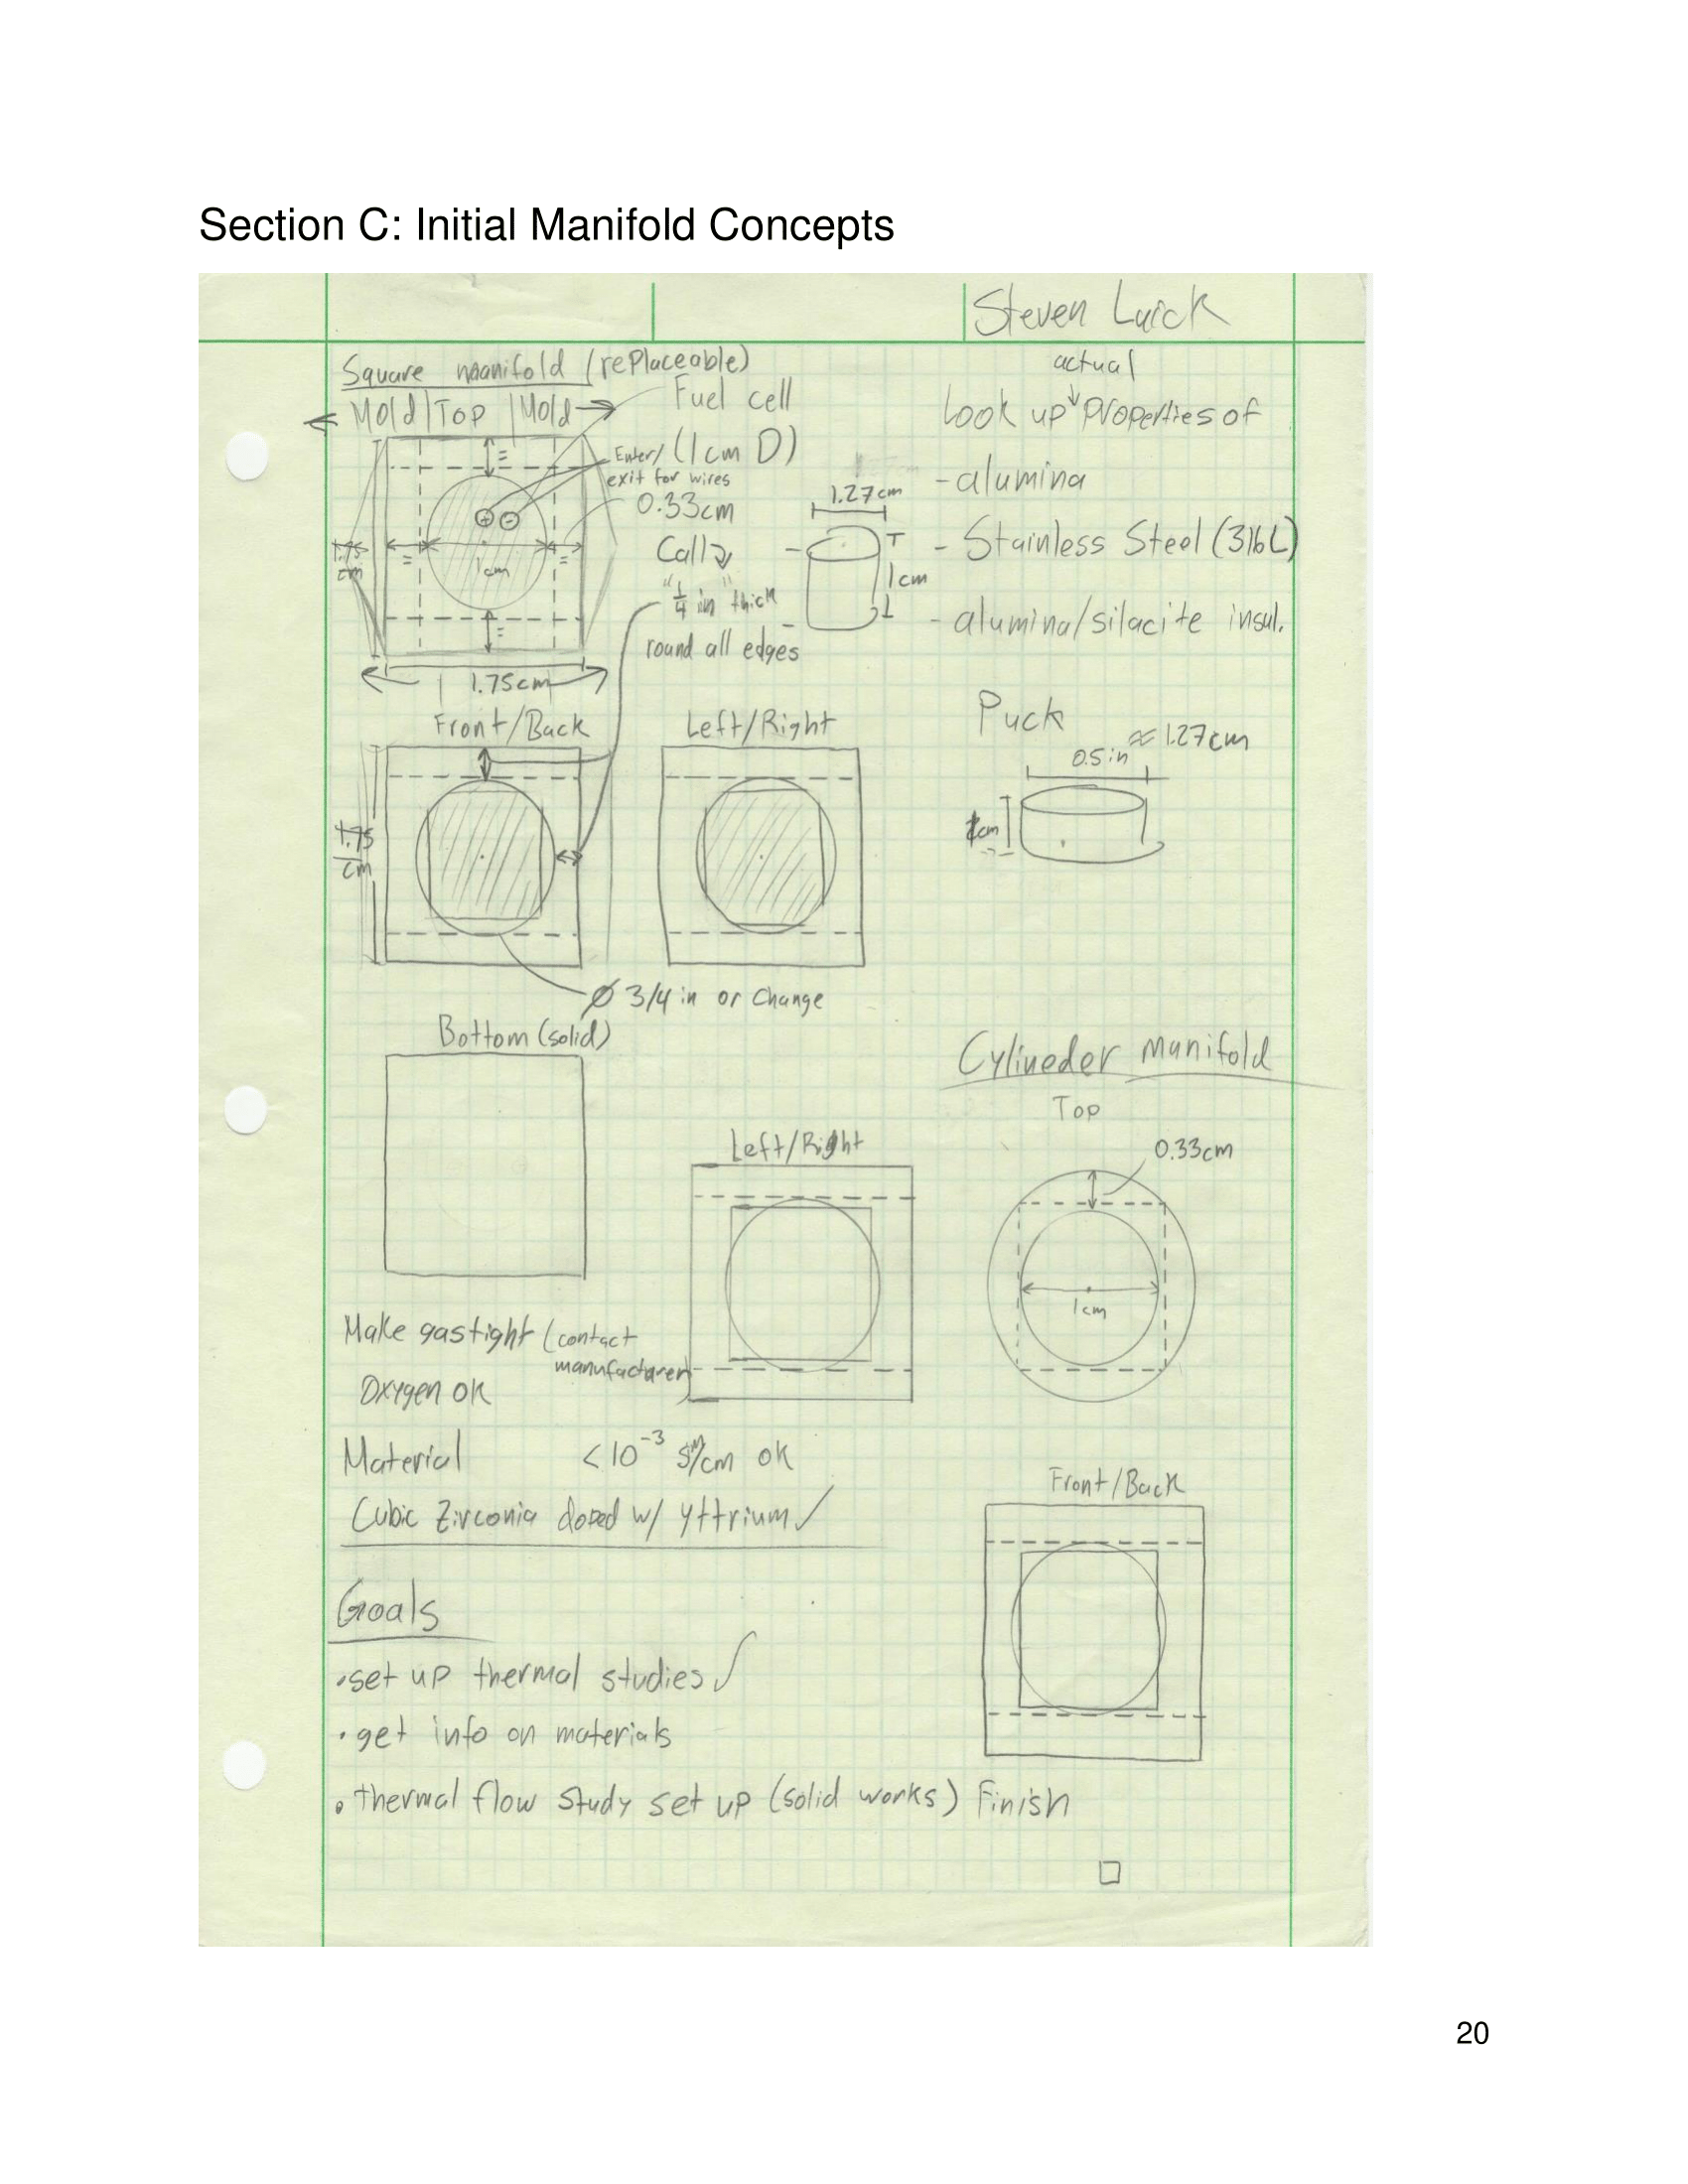 Section C: Initial Manifold Concepts
Steven Luick
Square manifold (replaceable)
Mold | Top | Mold
Fuel cell
(1 cm D)
Enter/
exit for wires
0.33cm
+ -
1.75
cm
= =
= =
1cm
1.75cm
Call
"1/4 in" thick
round all edges
1.27cm
1cm
actual
Look up properties of
- alumina
- Stainless Steel (316L)
- alumina/silacite insul.
Front/Back
1.75
cm
Left/Right
Ø 3/4 in or Change
Puck
0.5in ≈ 1.27cm
1cm
Bottom (solid)
Left/Right
Cylineder manifold
Top
0.33cm
1cm
Make gastight (contact
manufacturer)
Oxygen OK
Material <10⁻³ /cm OK
Cubic Zirconia doped w/ yttrium ✓
Front/Back
Goals
• set up thermal studies ✓
• get info on materials
• thermal flow study set up (solid works) Finish
20